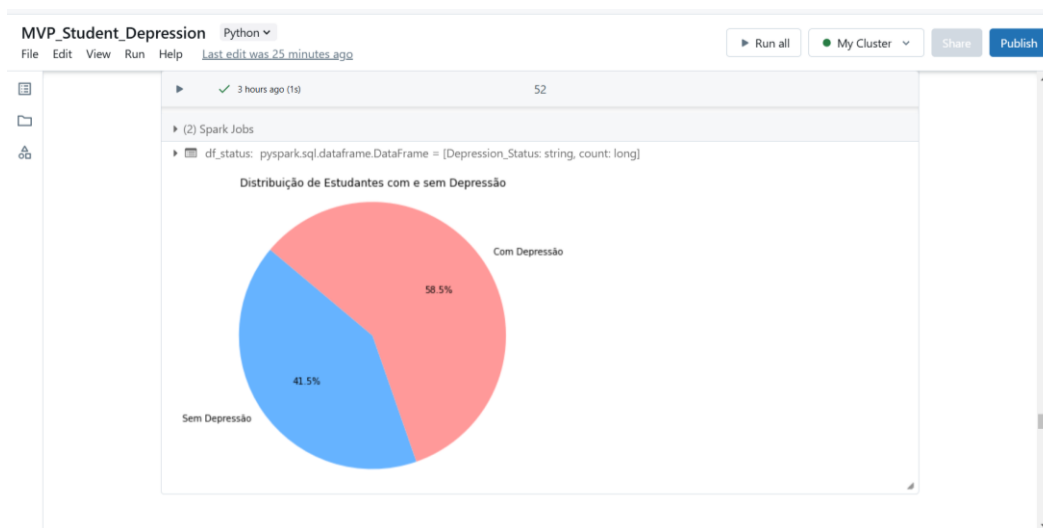 MVP_Student_Depression Python
File Edit View Run Help Last edit was 25 minutes ago
Run all My Cluster Share Publish
3 hours ago (1s) 52
(2) Spark Jobs
df_status: pyspark.sql.dataframe.DataFrame = [Depression_Status: string, count: long]
Distribuição de Estudantes com e sem Depressão
Com Depressão
58.5%
41.5%
Sem Depressão